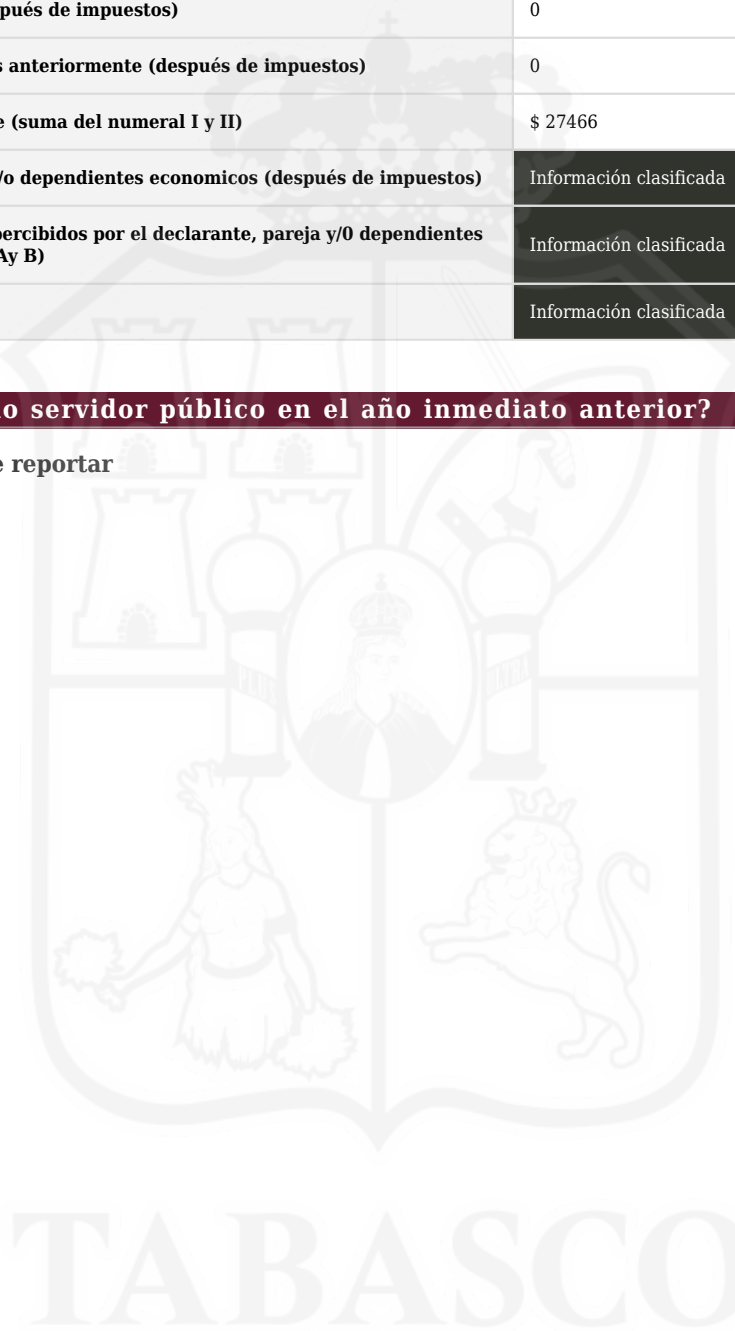 pués de impuestos) 0
s anteriormente (después de impuestos) 0
e (suma del numeral I y II) $ 27466
/o dependientes economicos (después de impuestos) Información clasificada
percibidos por el declarante, pareja y/0 dependientes
Ay B) Información clasificada
Información clasificada
o servidor público en el año inmediato anterior?
e reportar
PLUS
ULTRA
TABASCO